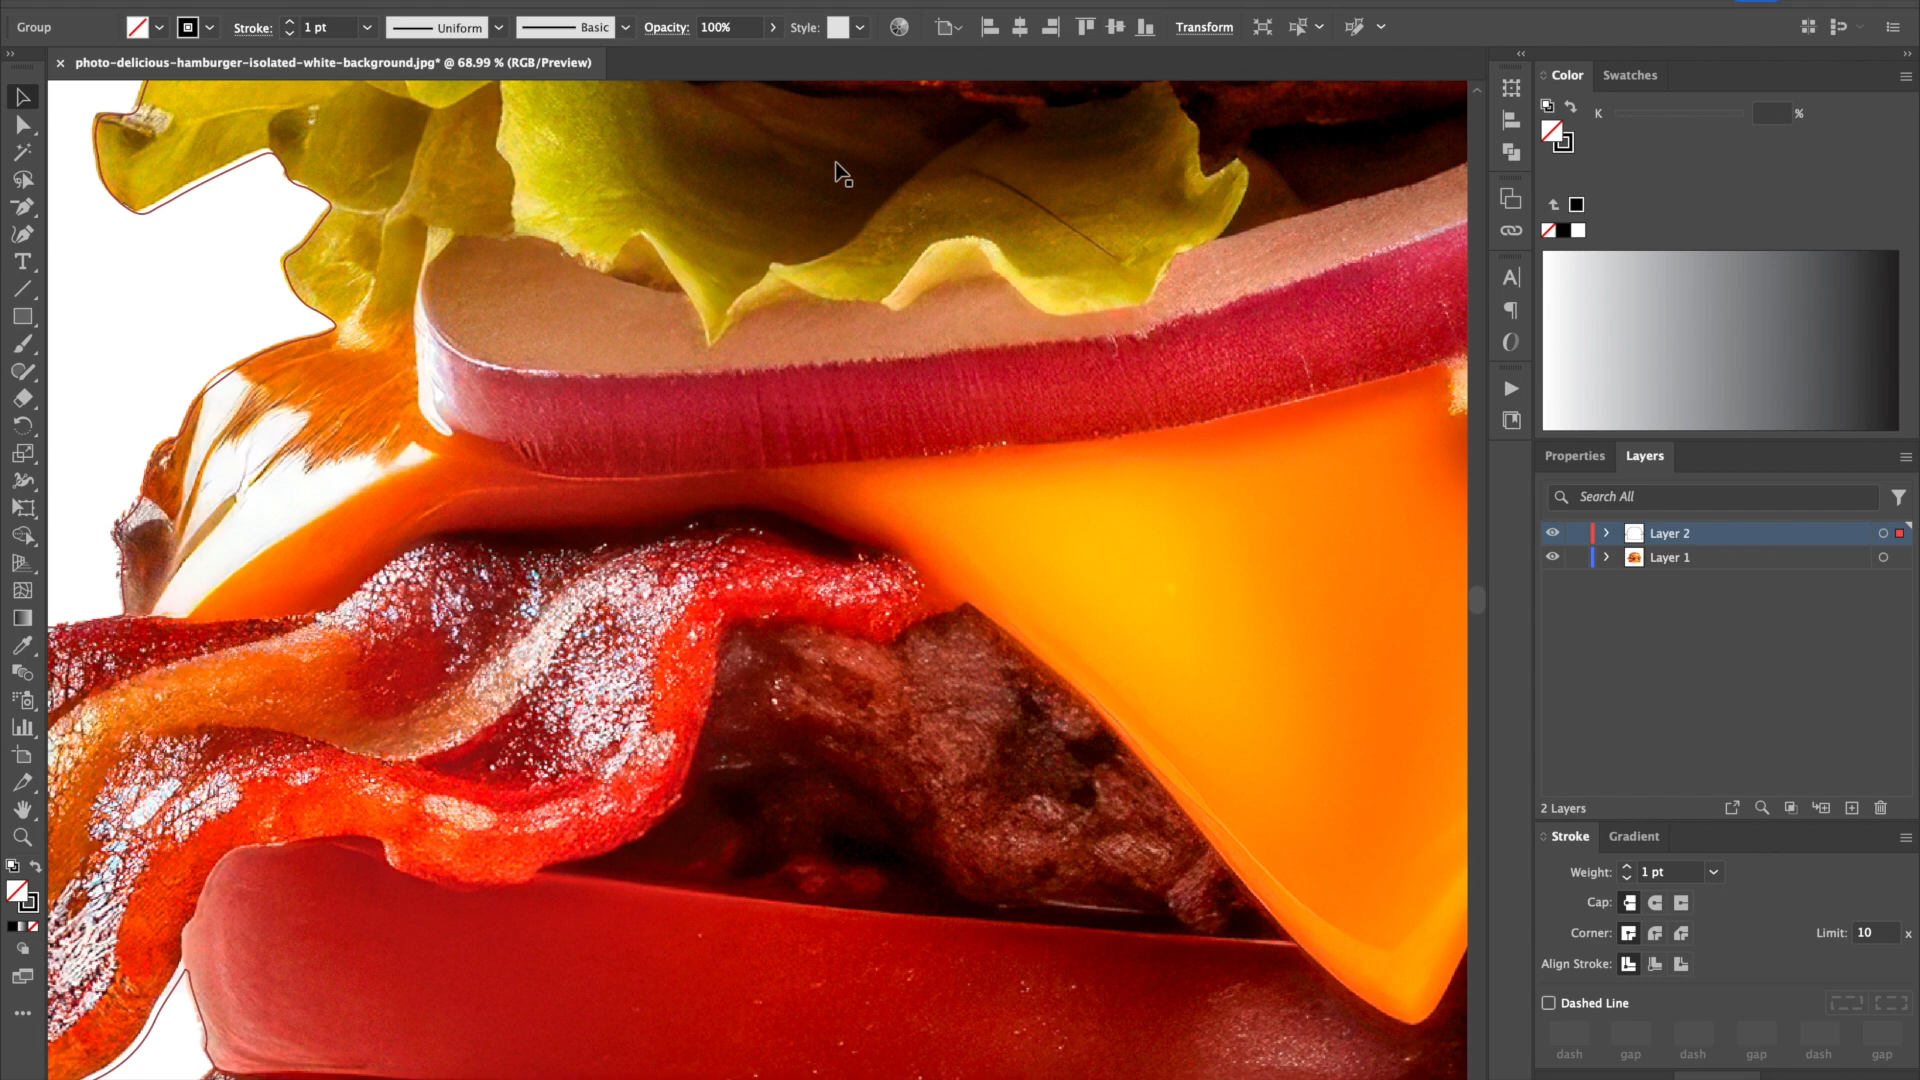 Group
Stroke:
1 pt
Uniform
Basic
Opacity:
100%
Style:
Transform
photo-delicious-hamburger-isolated-white-background.jpg* @ 68.99 % (RGB/Preview)
Color
Swatches
K
%
Properties
Layers
Search All
Layer 2
Layer 1
2 Layers
Stroke
Gradient
Weight:
1 pt
Cap:
Corner:
Limit:
10
x
Align Stroke:
Dashed Line
dash
gap
dash
gap
dash
gap